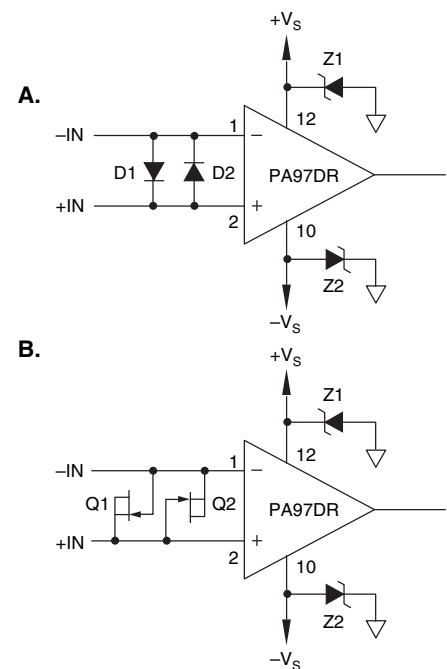 A.
+VS
Z1
12
–IN
1
–
D1
D2
PA97DR
+IN
2
+
10
Z2
–VS
B.
+VS
Z1
12
–IN
1
–
Q1
Q2
PA97DR
+IN
2
+
10
Z2
–VS